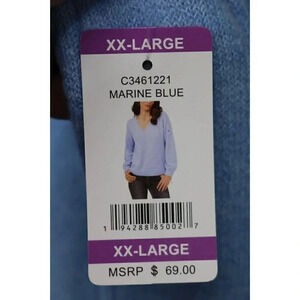 XX-LARGE
C3461221
MARINE BLUE
1 94288 85002 7
XX-LARGE
MSRP $ 69.00